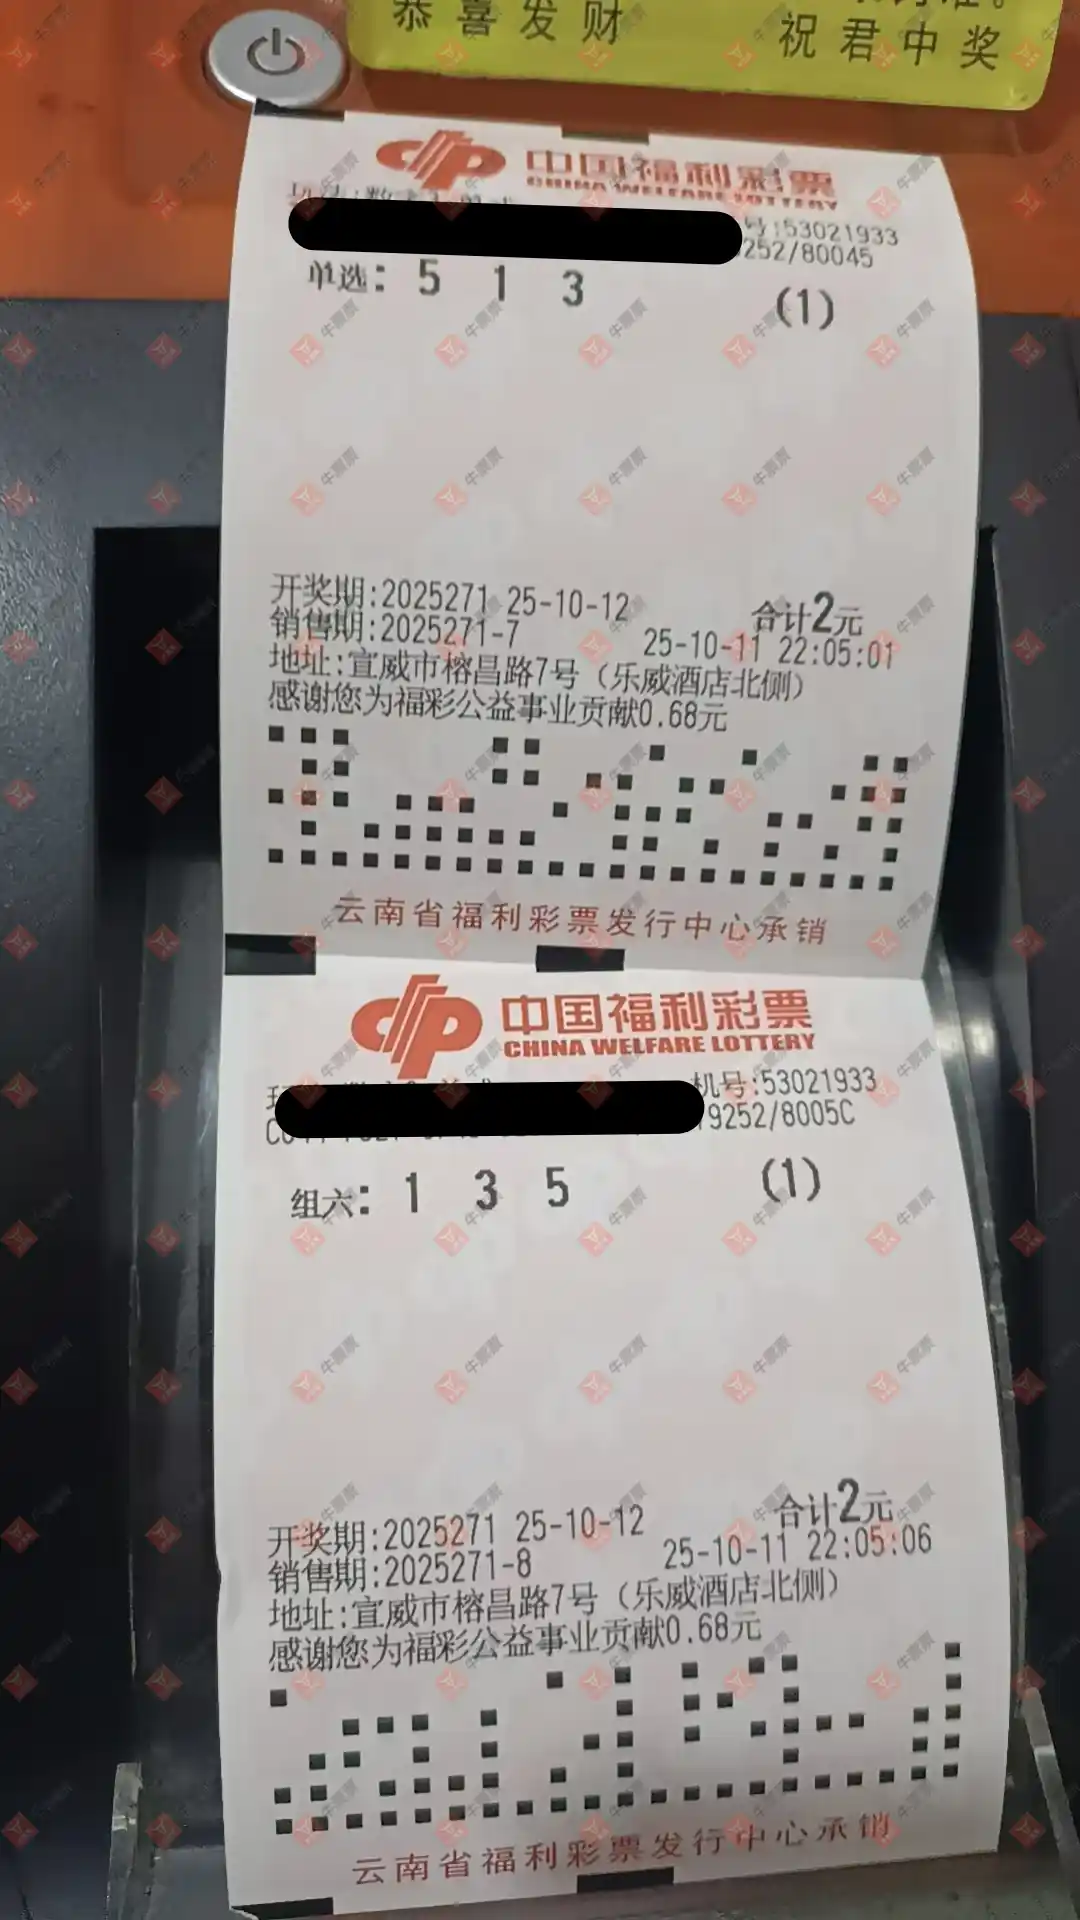 恭喜发财
祝君中奖
中国福利彩票
CHINA WELFARE LOTTERY
号:53021933
252/80045
单选: 5 1 3 (1)
开奖期:2025271 25-10-12 合计2元
销售期:2025271-7 25-10-11 22:05:01
地址:宣威市榕昌路7号(乐威酒店北侧)
感谢您为福彩公益事业贡献0.68元
云南省福利彩票发行中心承销
中国福利彩票
CHINA WELFARE LOTTERY
机号:53021933
9252/8005C
组六: 1 3 5 (1)
开奖期:2025271 25-10-12 合计2元
销售期:2025271-8 25-10-11 22:05:06
地址:宣威市榕昌路7号(乐威酒店北侧)
感谢您为福彩公益事业贡献0.68元
云南省福利彩票发行中心承销
牛票票